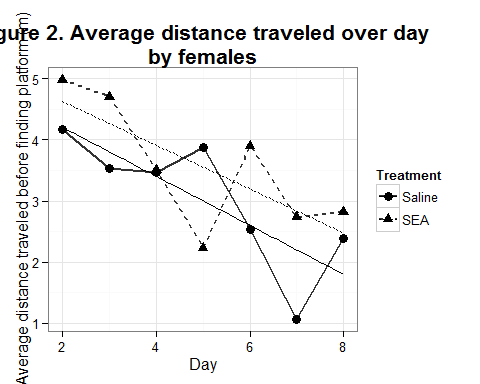 gure 2. Average distance traveled over day
by females
Average distance traveled before finding platform (m)
5
4
3
2
1
2
4
6
8
Day
Treatment
Saline
SEA